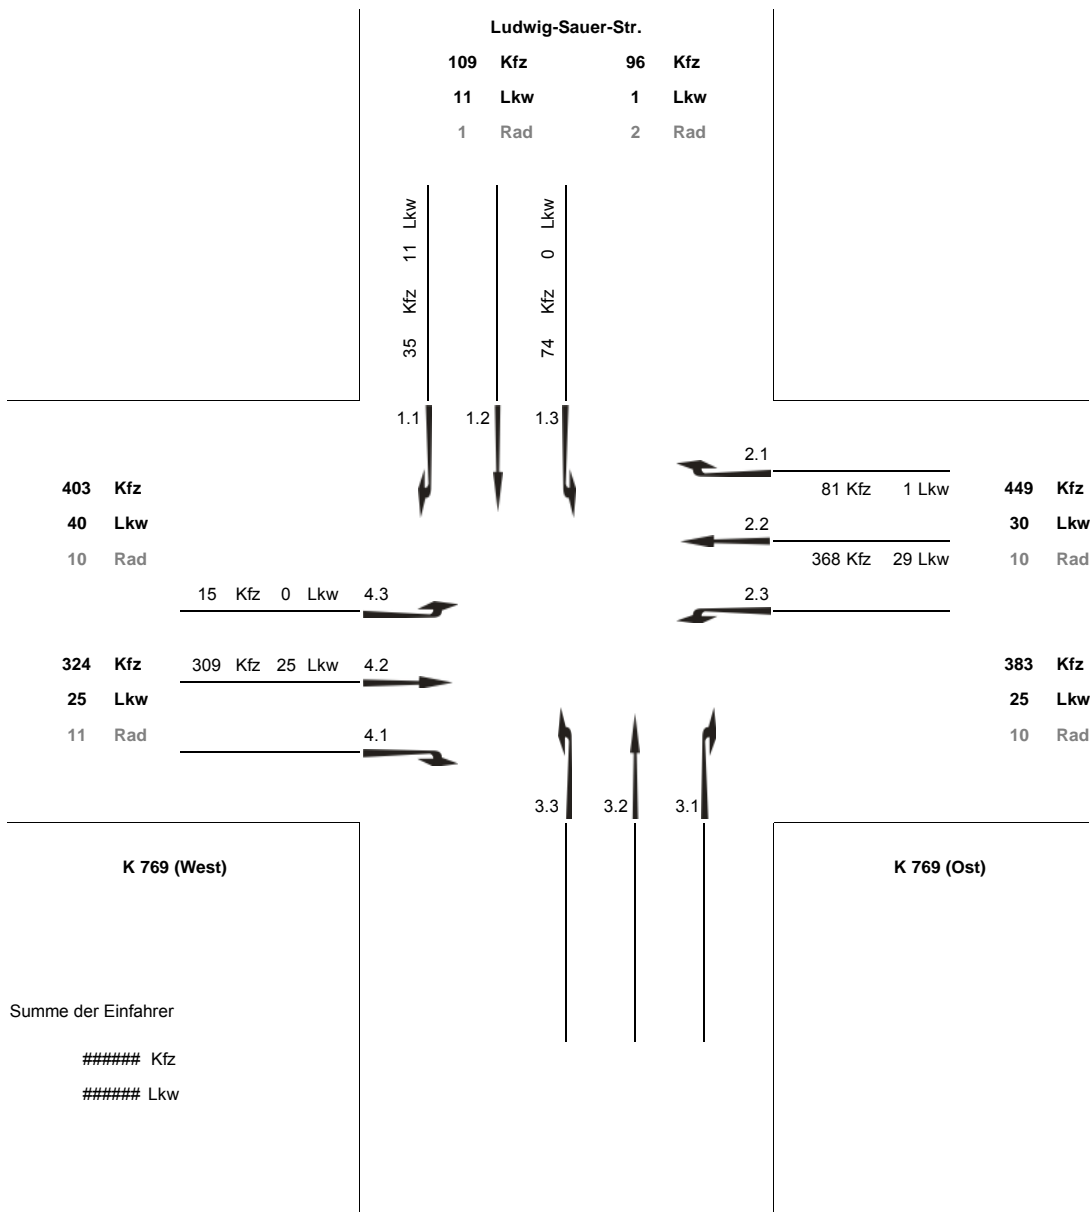 Ludwig-Sauer-Str.
109 Kfz 96 Kfz
11 Lkw 1 Lkw
1 Rad 2 Rad
35 Kfz 11 Lkw
74 Kfz 0 Lkw
1.1 1.2 1.3
2.1
403 Kfz
81 Kfz 1 Lkw
449 Kfz
40 Lkw
2.2
30 Lkw
10 Rad
368 Kfz 29 Lkw
10 Rad
15 Kfz 0 Lkw 4.3
2.3
324 Kfz
309 Kfz 25 Lkw 4.2
383 Kfz
25 Lkw
25 Lkw
11 Rad
4.1
10 Rad
3.3 3.2 3.1
K 769 (West)
K 769 (Ost)
Summe der Einfahrer
###### Kfz
###### Lkw